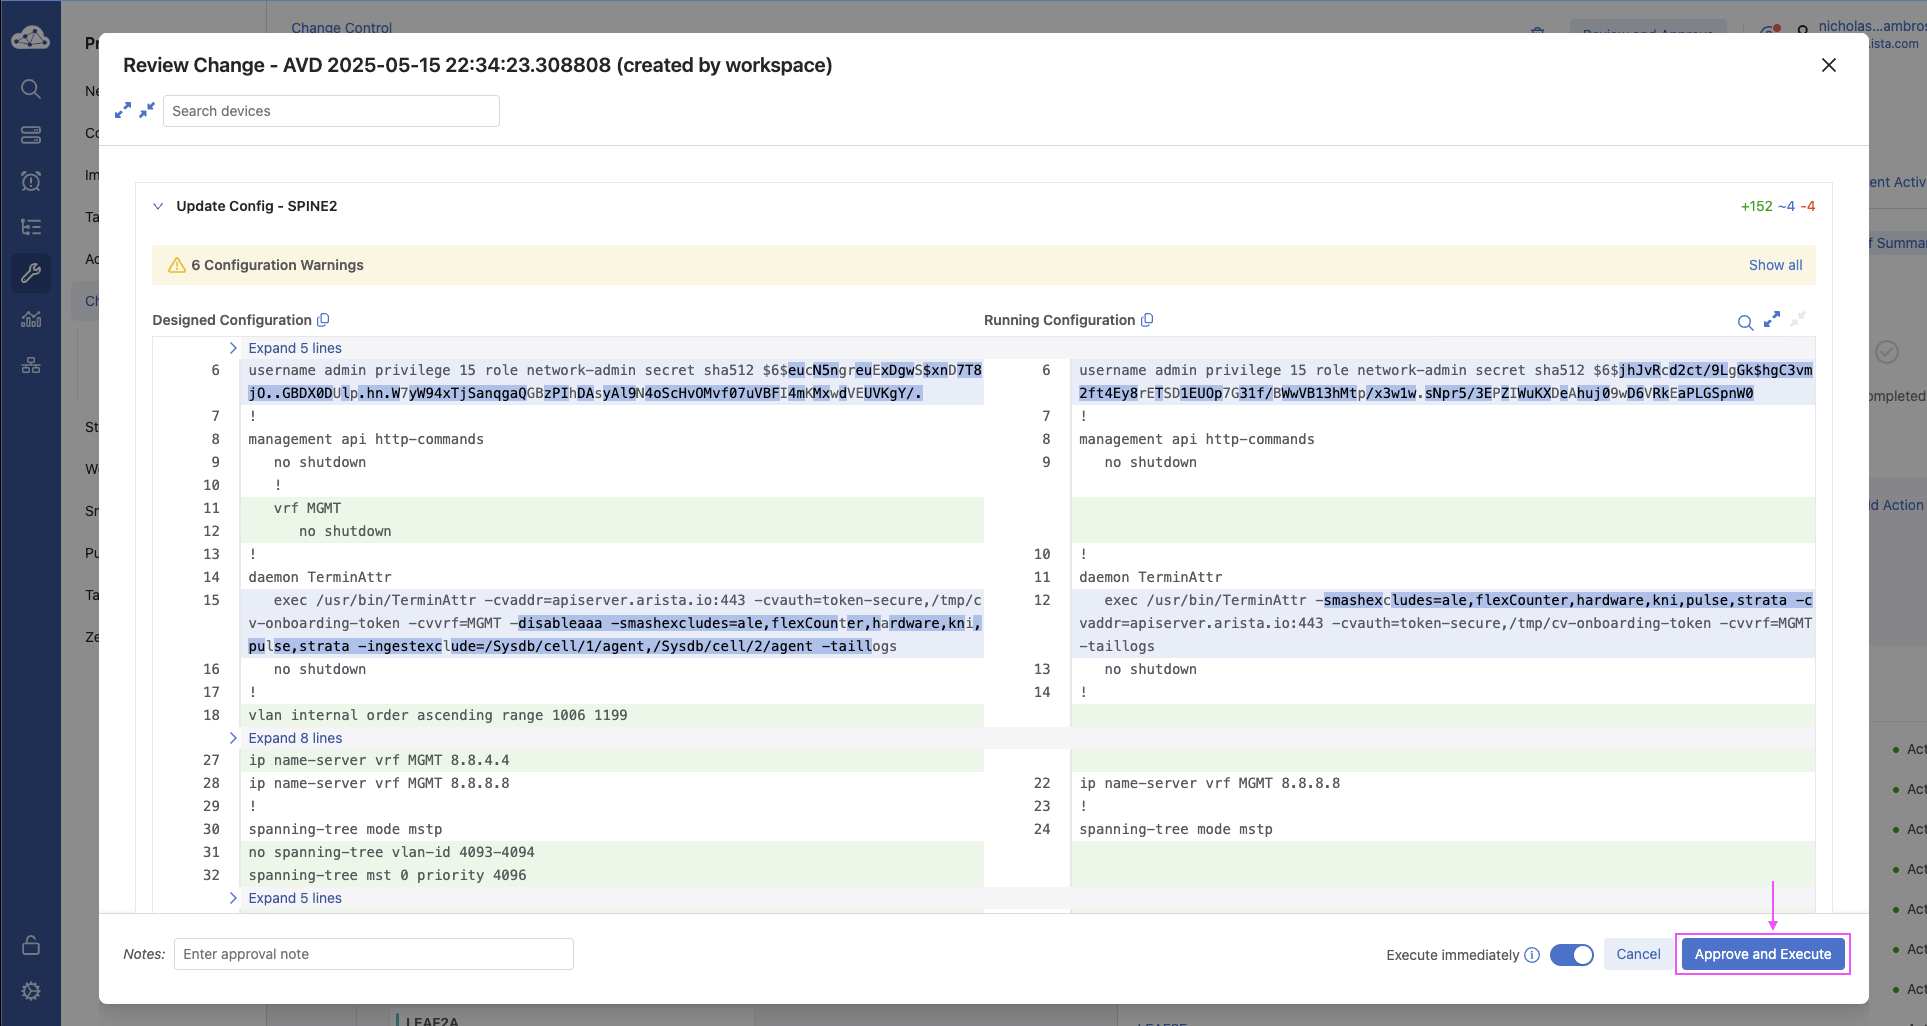 Change Control
Review and Approve
nicholas...ambros
ista.com
Review Change - AVD 2025-05-15 22:34:23.308808 (created by workspace)
Search devices
Update Config - SPINE2
+152 ~4 -4
6 Configuration Warnings
Show all
Designed Configuration
Running Configuration
Expand 5 lines
6 username admin privilege 15 role network-admin secret sha512 $6$eucN5ngreuExDgwS$xnD7T8
jO..GBDX0DUlp.hn.W7yW94xTjSanqgaQGBzPIhDAsyAl9N4oScHvOMvf07uVBFI4mKMxwdVEUVKgY/.
7 !
8 management api http-commands
9 no shutdown
10 !
11 vrf MGMT
12 no shutdown
13 !
14 daemon TerminAttr
15 exec /usr/bin/TerminAttr -cvaddr=apiserver.arista.io:443 -cvauth=token-secure,/tmp/c
v-onboarding-token -cvvrf=MGMT -disableaaa -smashexcludes=ale,flexCounter,hardware,kni,
pulse,strata -ingestexclude=/Sysdb/cell/1/agent,/Sysdb/cell/2/agent -taillogs
16 no shutdown
17 !
18 vlan internal order ascending range 1006 1199
Expand 8 lines
27 ip name-server vrf MGMT 8.8.4.4
28 ip name-server vrf MGMT 8.8.8.8
29 !
30 spanning-tree mode mstp
31 no spanning-tree vlan-id 4093-4094
32 spanning-tree mst 0 priority 4096
Expand 5 lines
6 username admin privilege 15 role network-admin secret sha512 $6$jhJvRcd2ct/9LgGk$hgC3vm
2ft4Ey8rETSD1EUOp7G31f/BWwVB13hMtp/x3w1w.sNpr5/3EPZIWuKXDeAhuj09wD6VRkEaPLGSpnW0
7 !
8 management api http-commands
9 no shutdown
10 !
11 daemon TerminAttr
12 exec /usr/bin/TerminAttr -smashexcludes=ale,flexCounter,hardware,kni,pulse,strata -c
vaddr=apiserver.arista.io:443 -cvauth=token-secure,/tmp/cv-onboarding-token -cvvrf=MGMT
-taillogs
13 no shutdown
14 !
22 ip name-server vrf MGMT 8.8.8.8
23 !
24 spanning-tree mode mstp
Notes:
Enter approval note
Execute immediately
Cancel
Approve and Execute
LEAF2A